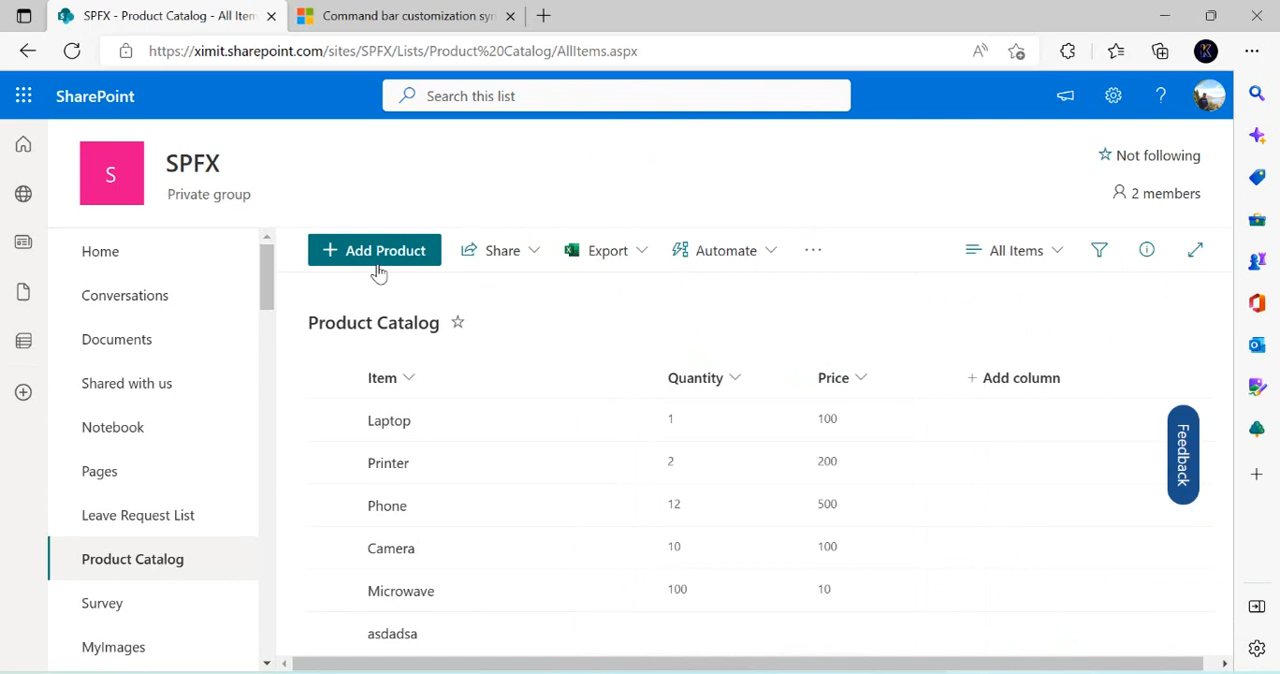 SPFX - Product Catalog - All Item
Command bar customization syn
https://ximit.sharepoint.com/sites/SPFX/Lists/Product%20Catalog/AllItems.aspx
K
SharePoint
Search this list
?
S
SPFX
Private group
Not following
2 members
Home
Conversations
Documents
Shared with us
Notebook
Pages
Leave Request List
Product Catalog
Survey
MyImages
+ Add Product
Share
Export
Automate
...
All Items
Product Catalog
Item
Quantity
Price
+ Add column
Laptop 1 100
Printer 2 200
Phone 12 500
Camera 10 100
Microwave 100 10
asdadsa
Feedback